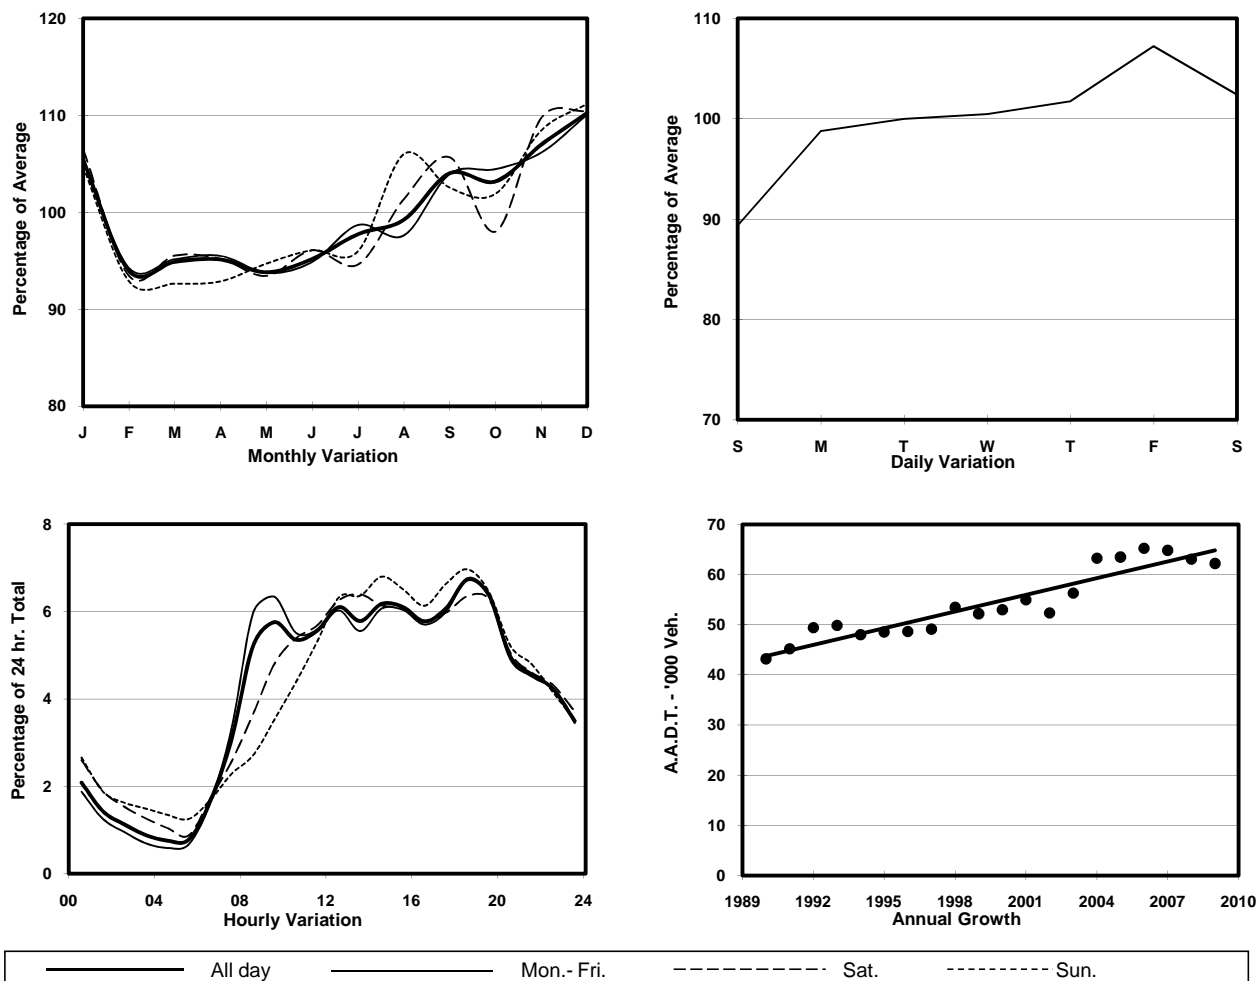 120
110
100
90
80
Percentage of Average
J F M A M J J A S O N D
Monthly Variation
110
100
90
80
70
Percentage of Average
S M T W T F S
Daily Variation
8
6
4
2
0
Percentage of 24 hr. Total
00 04 08 12 16 20 24
Hourly Variation
70
60
50
40
30
20
10
0
A.A.D.T. - '000 Veh.
1989 1992 1995 1998 2001 2004 2007 2010
Annual Growth
All day Mon.- Fri. Sat. Sun.